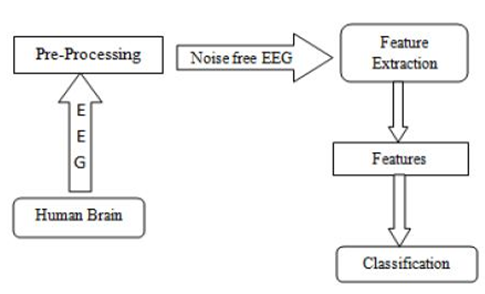 Pre-Processing
Noise free EEG
Feature
Extraction
E
E
G
Features
Human Brain
Classification